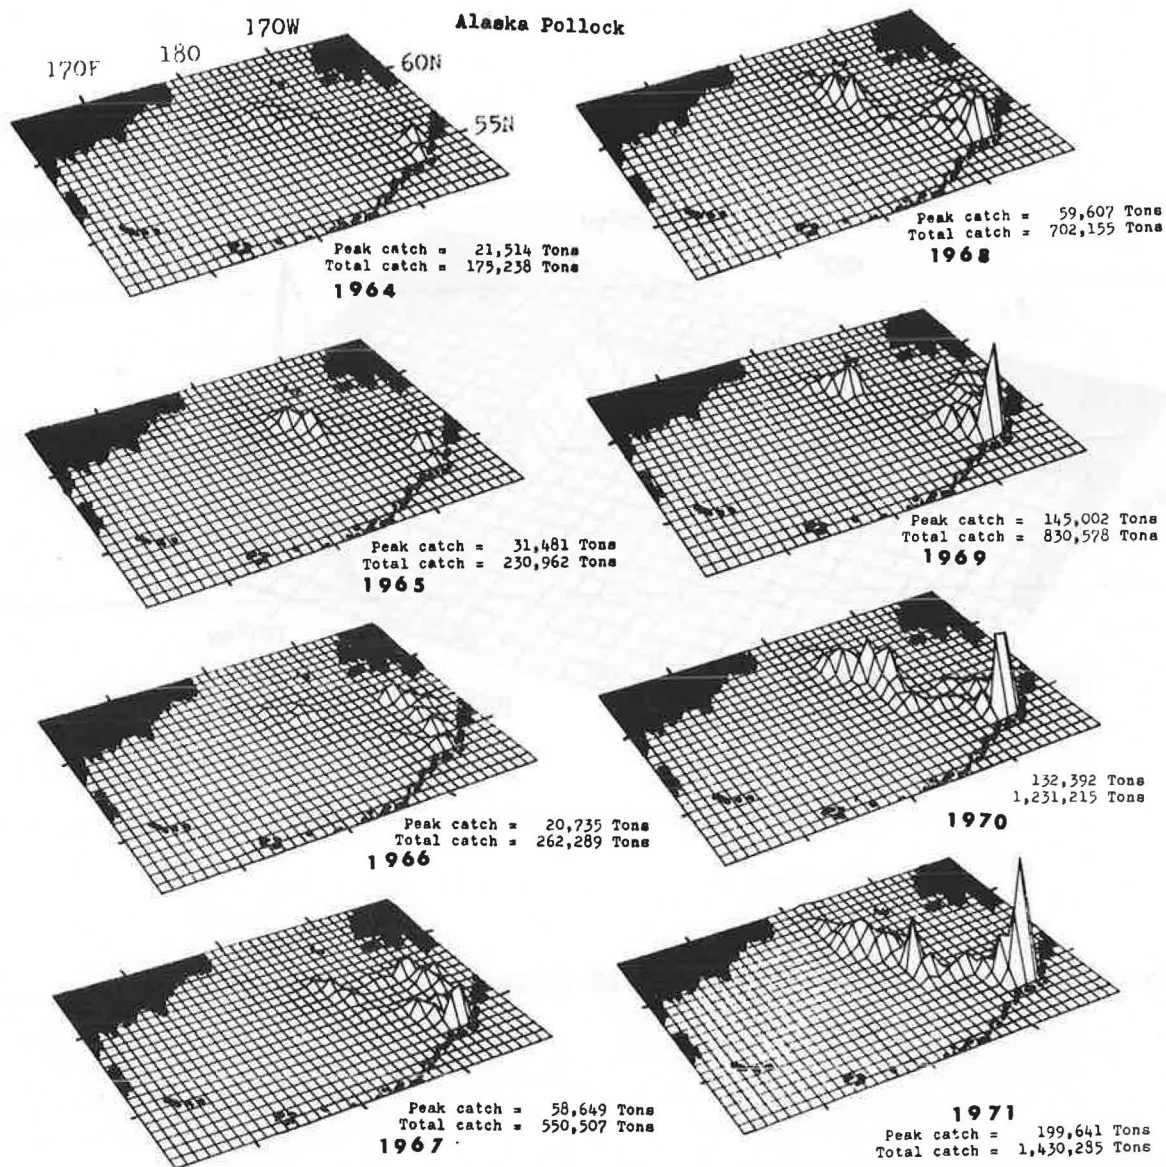 Alaska Pollock
170W
180
170E
60N
55N
Peak catch = 21,514 Tons
Total catch = 175,238 Tons
1964
Peak catch = 31,481 Tons
Total catch = 230,962 Tons
1965
Peak catch = 20,735 Tons
Total catch = 262,289 Tons
1966
Peak catch = 58,649 Tons
Total catch = 550,507 Tons
1967
Peak catch = 59,607 Tons
Total catch = 702,155 Tons
1968
Peak catch = 145,002 Tons
Total catch = 830,578 Tons
1969
132,392 Tons
1,231,215 Tons
1970
1971
Peak catch = 199,641 Tons
Total catch = 1,430,285 Tons